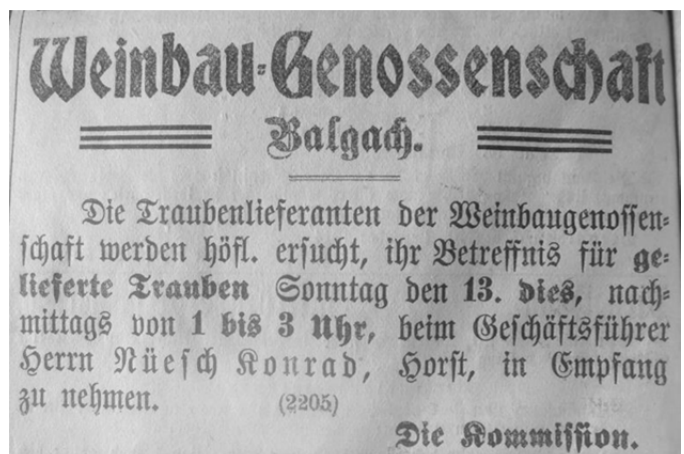 Weinbau-Genossenschaft
Balgach.
Die Traubenlieferanten der Weinbaugenossen-
schaft werden höfl. ersucht, ihr Betreffnis für ge-
lieferte Trauben Sonntag den 13. dies, nach-
mittags von 1 bis 3 Uhr, beim Geschäftsführer
Herrn Nüesch Konrad, Horst, in Empfang
zu nehmen. (2205)
Die Kommission.